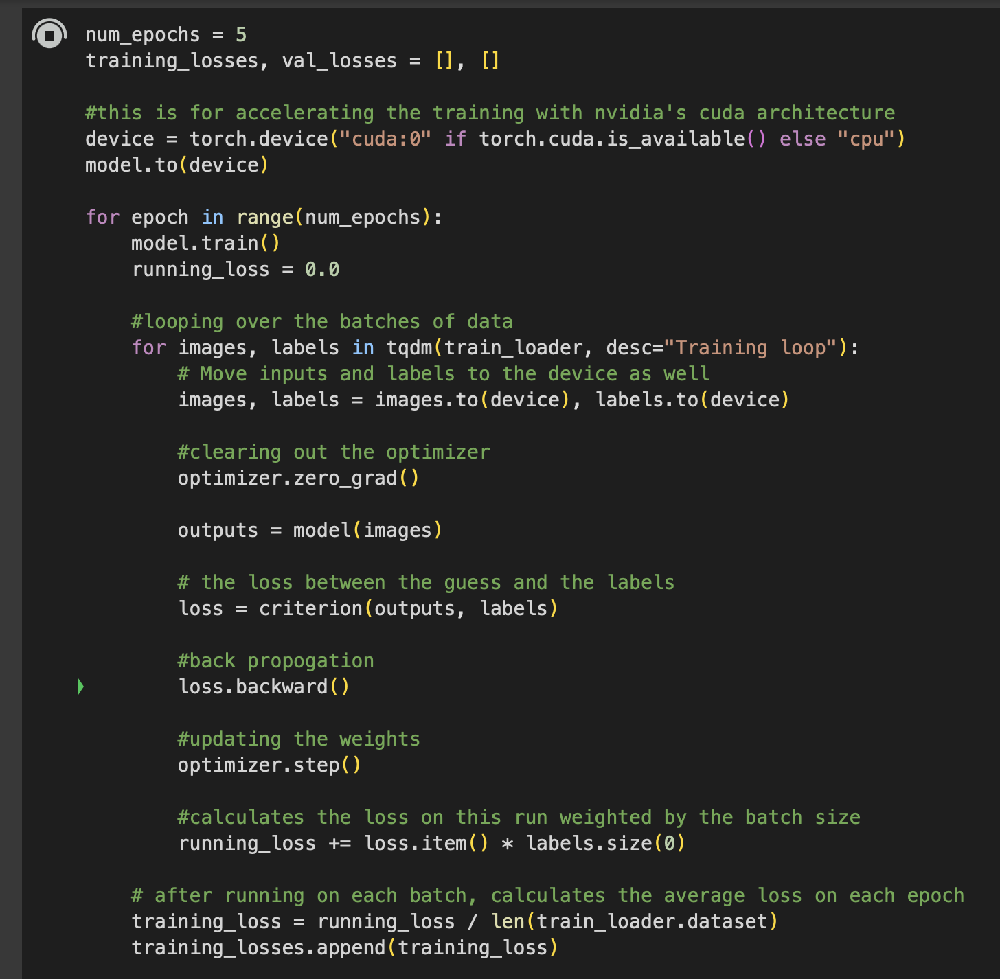 num_epochs = 5
training_losses, val_losses = [], []
#this is for accelerating the training with nvidia's cuda architecture
device = torch.device("cuda:0" if torch.cuda.is_available() else "cpu")
model.to(device)
for epoch in range(num_epochs):
    model.train()
    running_loss = 0.0
    #looping over the batches of data
    for images, labels in tqdm(train_loader, desc="Training loop"):
        # Move inputs and labels to the device as well
        images, labels = images.to(device), labels.to(device)
        #clearing out the optimizer
        optimizer.zero_grad()
        outputs = model(images)
        # the loss between the guess and the labels
        loss = criterion(outputs, labels)
        #back propogation
        loss.backward()
        #updating the weights
        optimizer.step()
        #calculates the loss on this run weighted by the batch size
        running_loss += loss.item() * labels.size(0)
    # after running on each batch, calculates the average loss on each epoch
    training_loss = running_loss / len(train_loader.dataset)
    training_losses.append(training_loss)